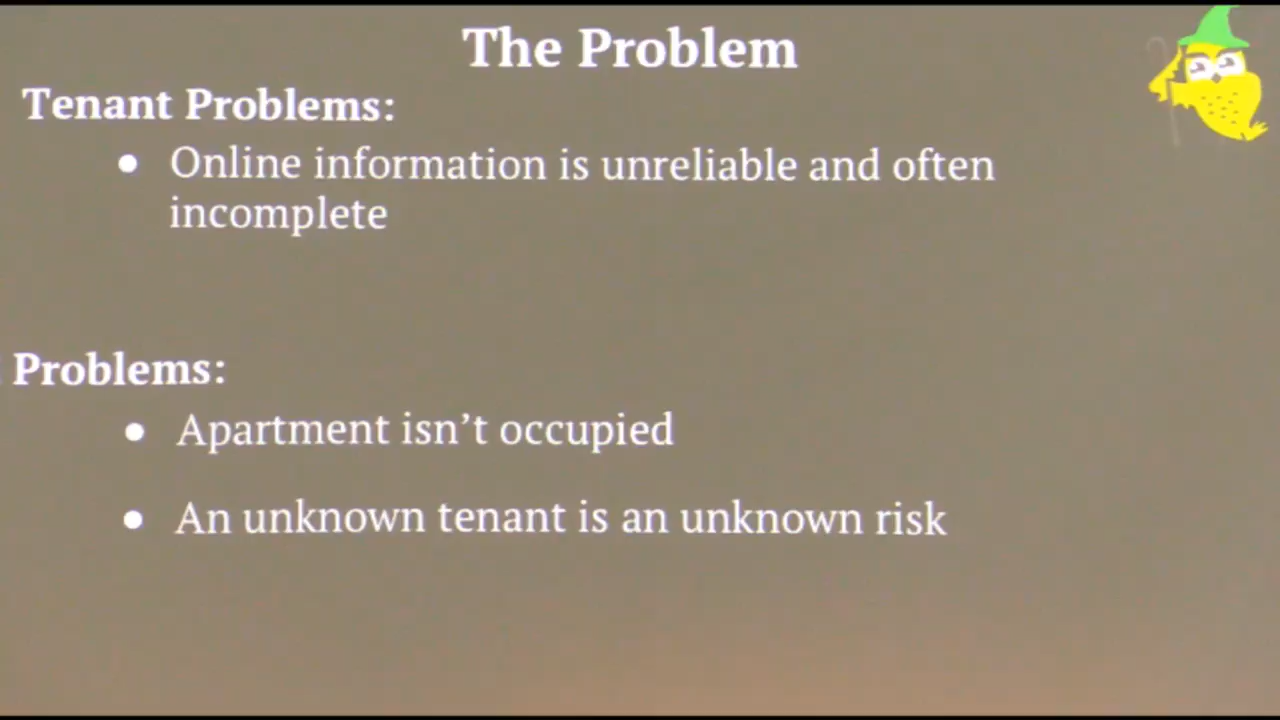 The Problem
Tenant Problems:
● Online information is unreliable and often
incomplete
Problems:
● Apartment isn't occupied
● An unknown tenant is an unknown risk